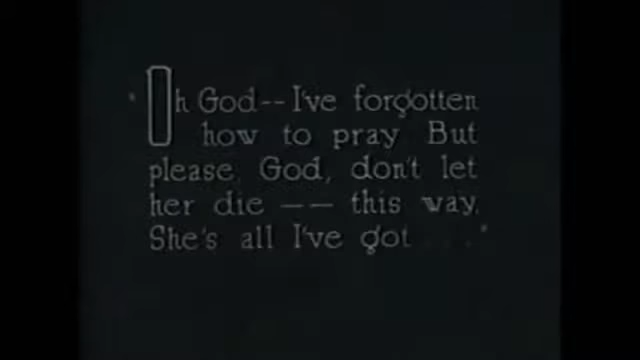 "Oh God--I've forgotten
how to pray But
please, God, don't let
her die -- -- this way.
She's all I've got ..."